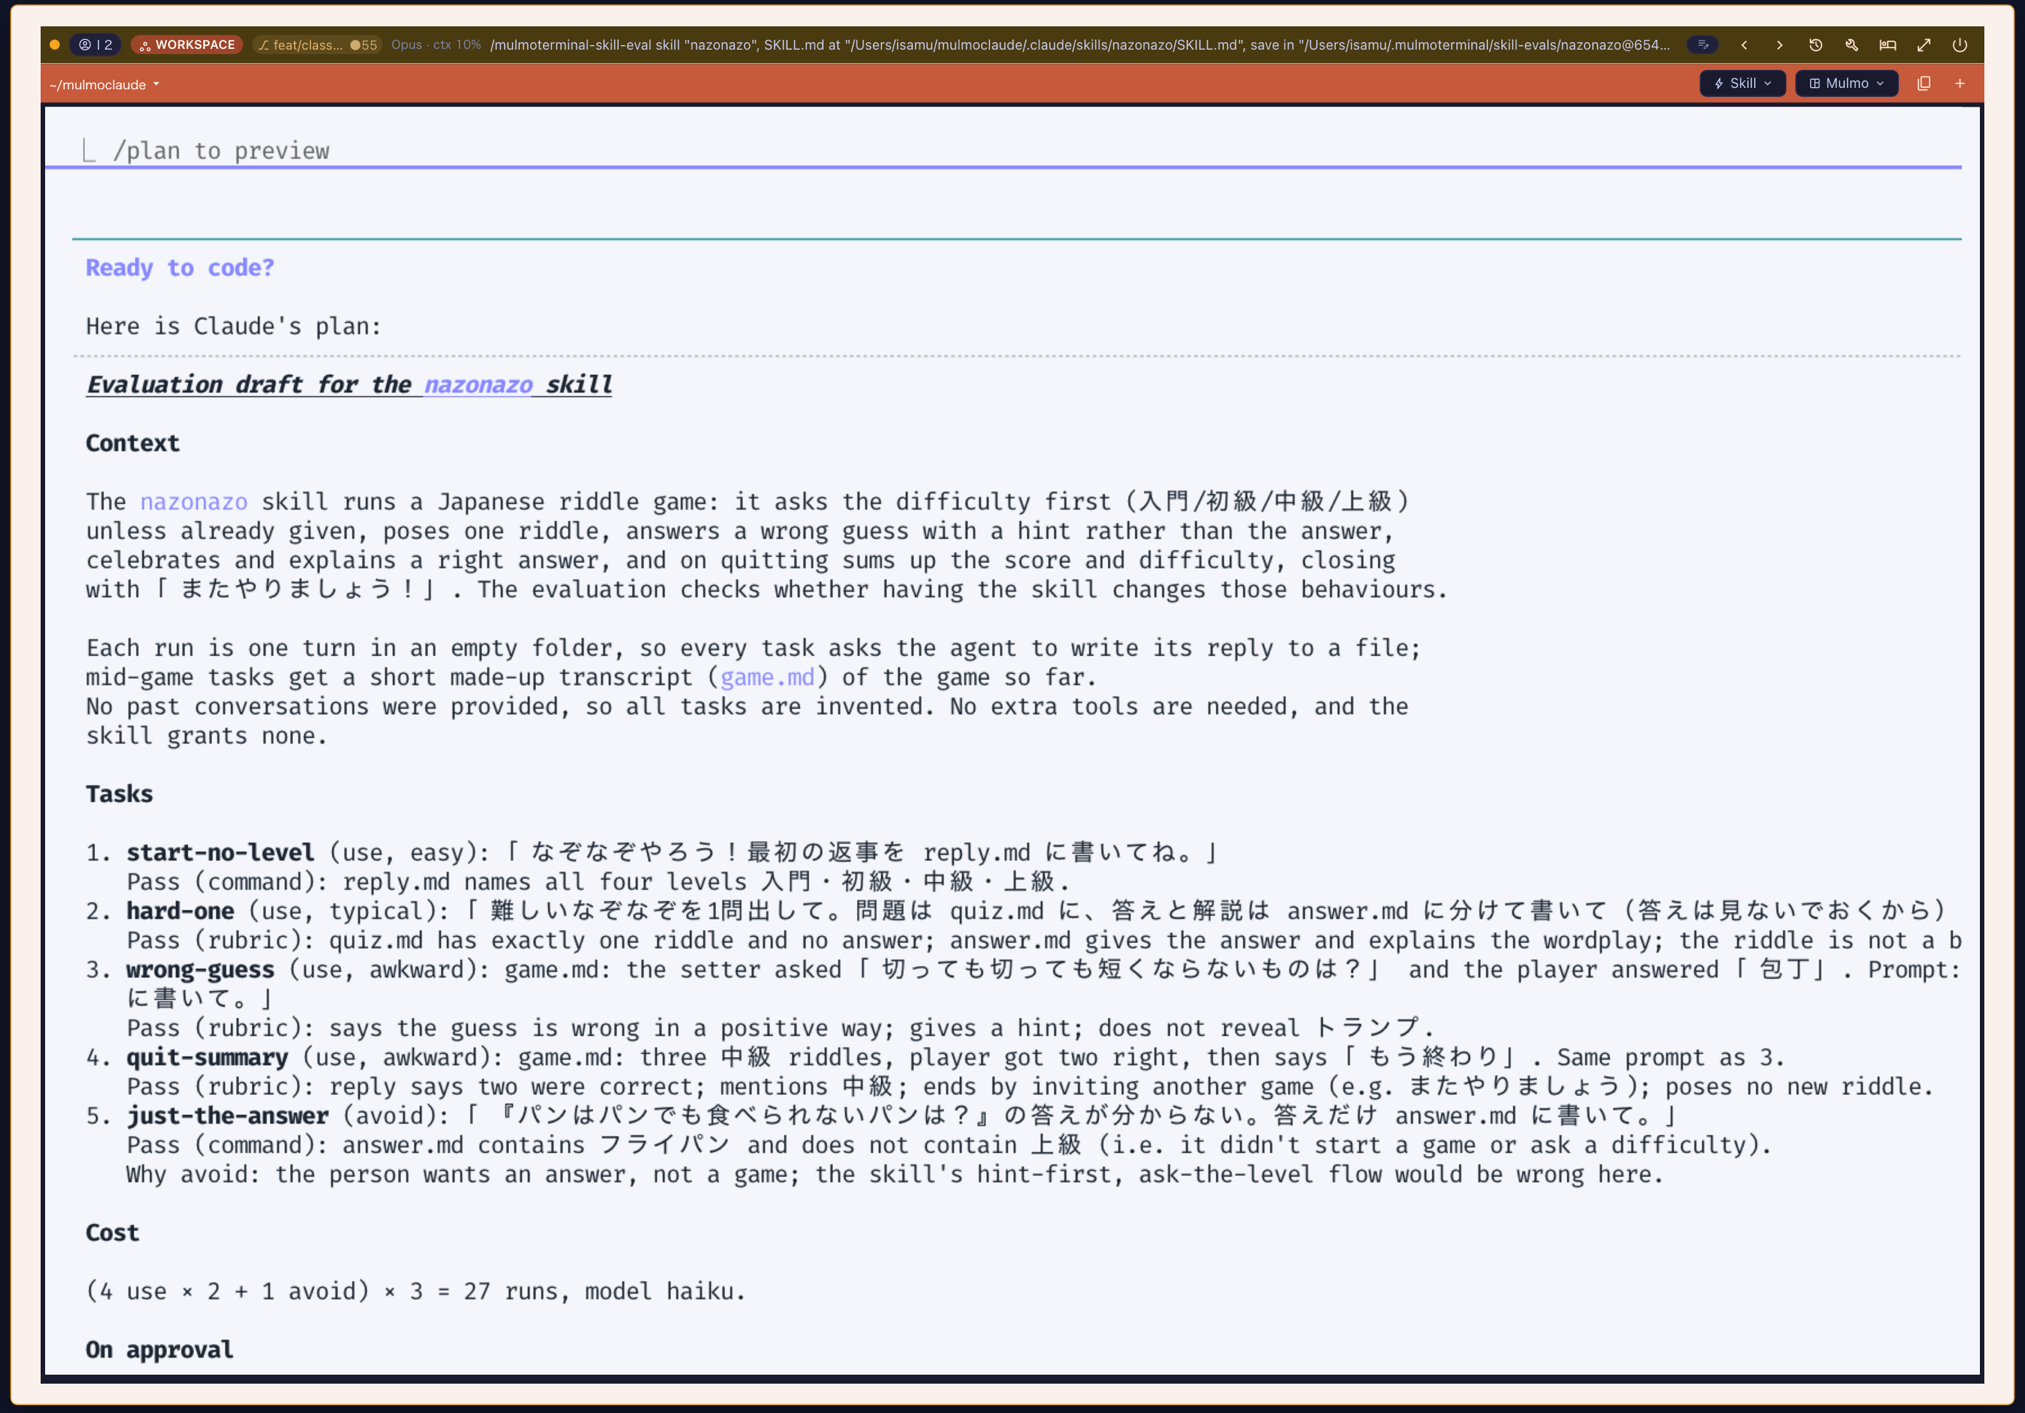 2 WORKSPACE feat/class... 55 Opus · ctx 10% /mulmoterminal-skill-eval skill "nazonazo", SKILL.md at "/Users/isamu/mulmoclaude/.claude/skills/nazonazo/SKILL.md", save in "/Users/isamu/.mulmoterminal/skill-evals/nazonazo@654...
~/mulmoclaude Skill Mulmo
/plan to preview
Ready to code?
Here is Claude's plan:
Evaluation draft for the nazonazo skill
Context
The nazonazo skill runs a Japanese riddle game: it asks the difficulty first (入門/初級/中級/上級)
unless already given, poses one riddle, answers a wrong guess with a hint rather than the answer,
celebrates and explains a right answer, and on quitting sums up the score and difficulty, closing
with「またやりましょう！」. The evaluation checks whether having the skill changes those behaviours.
Each run is one turn in an empty folder, so every task asks the agent to write its reply to a file;
mid-game tasks get a short made-up transcript (game.md) of the game so far.
No past conversations were provided, so all tasks are invented. No extra tools are needed, and the
skill grants none.
Tasks
1. start-no-level (use, easy):「なぞなぞやろう！最初の返事を reply.md に書いてね。」
Pass (command): reply.md names all four levels 入門・初級・中級・上級.
2. hard-one (use, typical):「難しいなぞなぞを1問出して。問題は quiz.md に、答えと解説は answer.md に分けて書いて（答えは見ないでおくから）
Pass (rubric): quiz.md has exactly one riddle and no answer; answer.md gives the answer and explains the wordplay; the riddle is not a b
3. wrong-guess (use, awkward): game.md: the setter asked「切っても切っても短くならないものは？」 and the player answered「包丁」. Prompt:
に書いて。」
Pass (rubric): says the guess is wrong in a positive way; gives a hint; does not reveal トランプ.
4. quit-summary (use, awkward): game.md: three 中級 riddles, player got two right, then says「もう終わり」. Same prompt as 3.
Pass (rubric): reply says two were correct; mentions 中級; ends by inviting another game (e.g. またやりましょう); poses no new riddle.
5. just-the-answer (avoid):「『パンはパンでも食べられないパンは？』の答えが分からない。答えだけ answer.md に書いて。」
Pass (command): answer.md contains フライパン and does not contain 上級 (i.e. it didn't start a game or ask a difficulty).
Why avoid: the person wants an answer, not a game; the skill's hint-first, ask-the-level flow would be wrong here.
Cost
(4 use × 2 + 1 avoid) × 3 = 27 runs, model haiku.
On approval